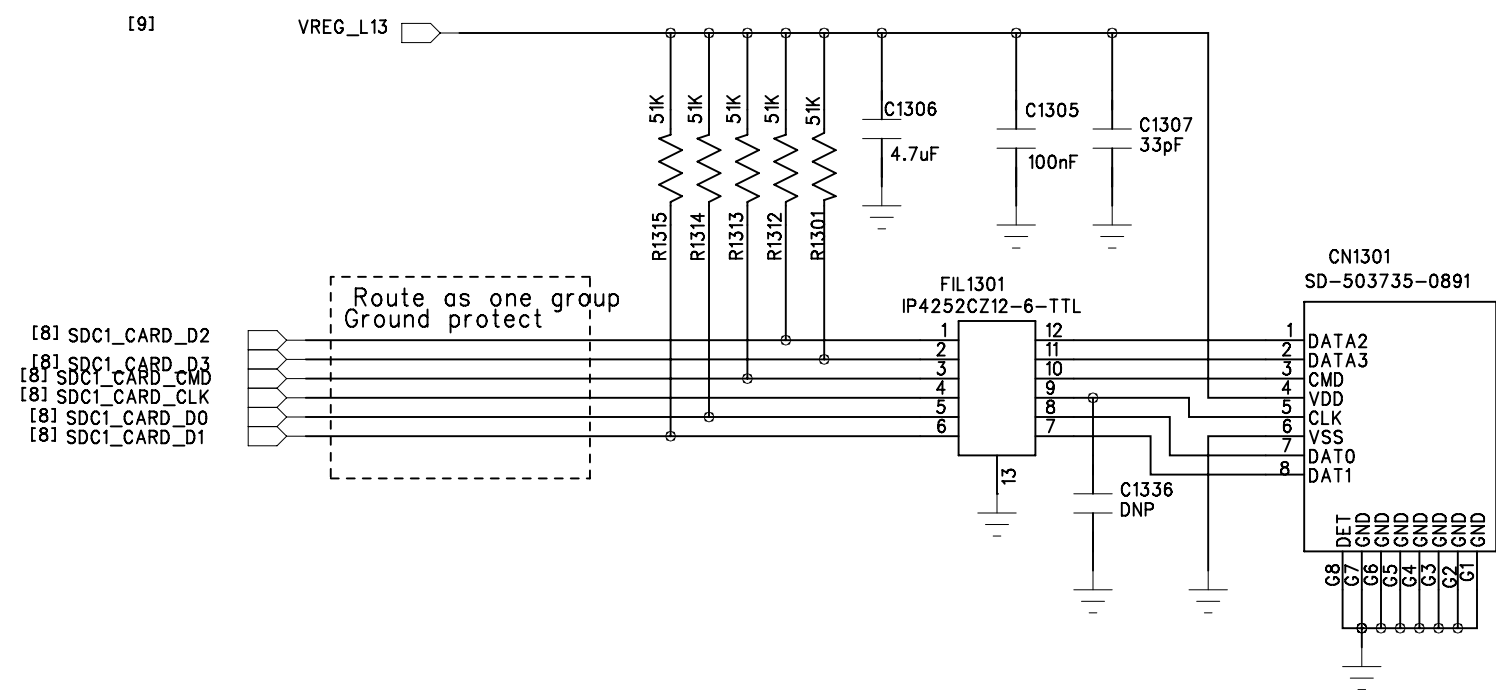 [9]
VREG_L13
51K
51K
51K
51K
51K
C1306
4.7uF
C1305
100nF
C1307
33pF
R1315
R1314
R1313
R1312
R1301
CN1301
SD-503735-0891
FIL1301
IP4252CZ12-6-TTL
Route as one group
Ground protect
[8] SDC1_CARD_D2
[8] SDC1_CARD_D3
[8] SDC1_CARD_CMD
[8] SDC1_CARD_CLK
[8] SDC1_CARD_D0
[8] SDC1_CARD_D1
1
2
3
4
5
6
12
11
10
9
8
7
13
1
2
3
4
5
6
7
8
DATA2
DATA3
CMD
VDD
CLK
VSS
DAT0
DAT1
C1336
DNP
DET
GND
GND
GND
GND
GND
GND
GND
G8
G7
G6
G5
G4
G3
G2
G1